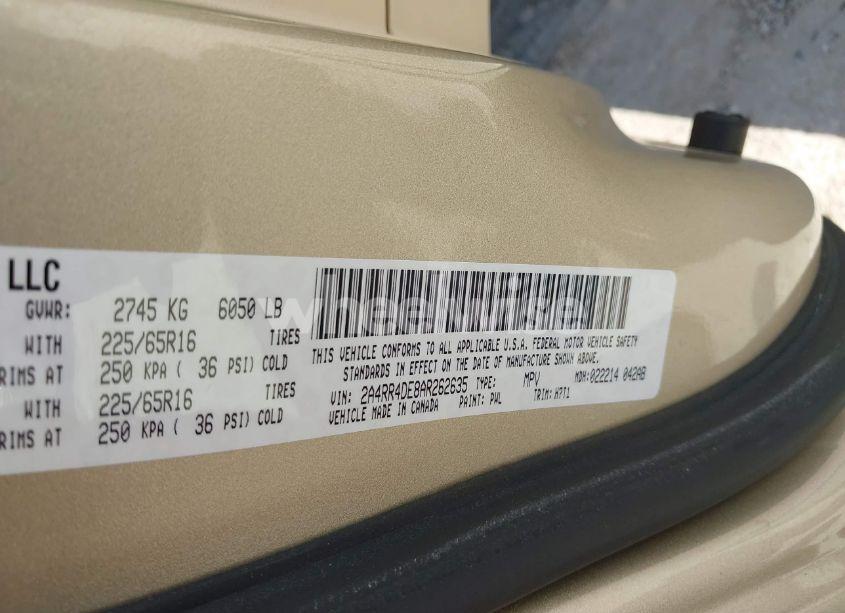 LLC
GVWR: 2745 KG 6050 LB
WITH 225/65R16 TIRES
RIMS AT 250 KPA ( 36 PSI) COLD
WITH 225/65R16 TIRES
RIMS AT 250 KPA ( 36 PSI) COLD
THIS VEHICLE CONFORMS TO ALL APPLICABLE U.S.A. FEDERAL MOTOR VEHICLE SAFETY
STANDARDS IN EFFECT ON THE DATE OF MANUFACTURE SHOWN ABOVE.
VIN: 2A4RR4DE8AR262635 TYPE: MPV MDH:022214 042AB
VEHICLE MADE IN CANADA PAINT: PWL TRIM: H7T1
wheelwise